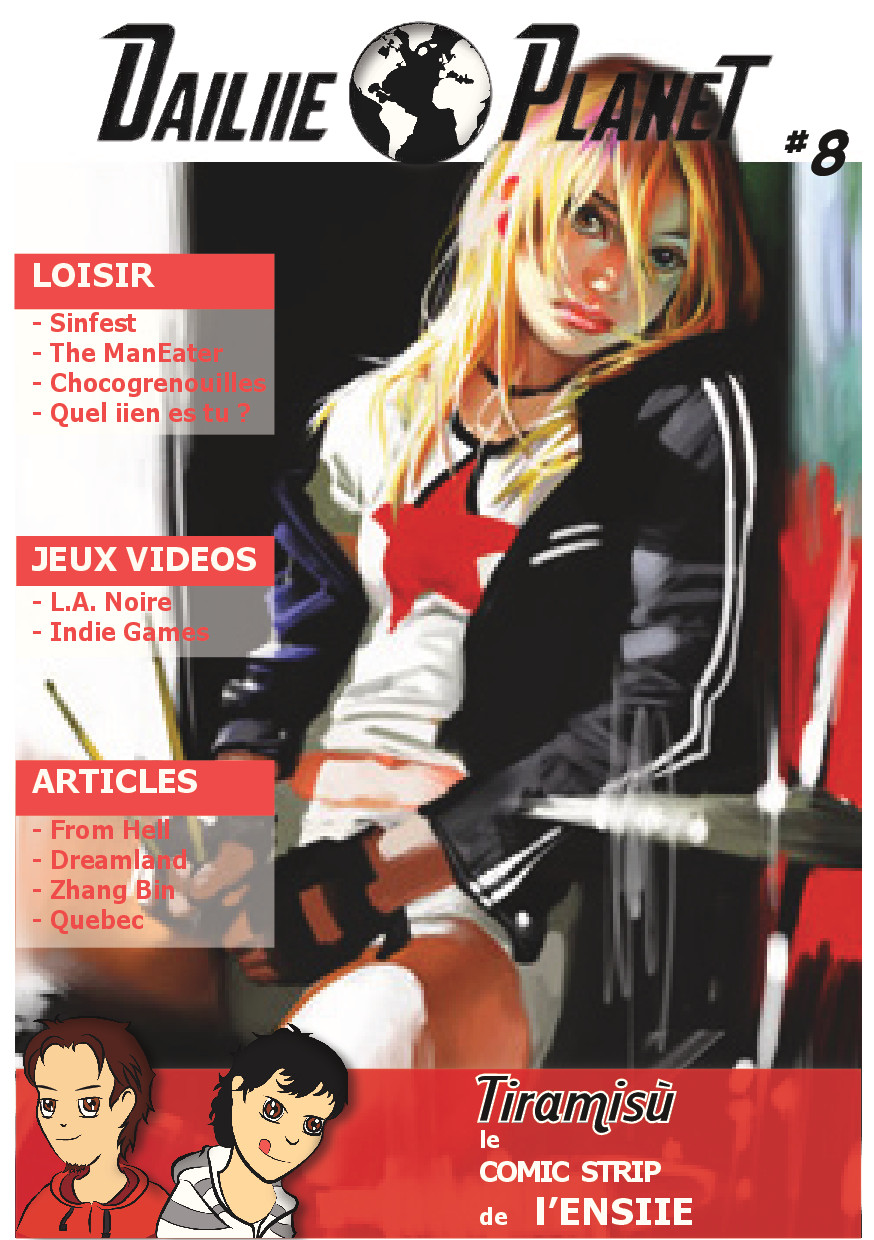 DAILIIE PLANET
#8
LOISIR
- Sinfest
- The ManEater
- Chocogrenouilles
- Quel iien es tu ?
JEUX VIDEOS
- L.A. Noire
- Indie Games
ARTICLES
- From Hell
- Dreamland
- Zhang Bin
- Quebec
Tiramisù
le
COMIC STRIP
de l'ENSIIE